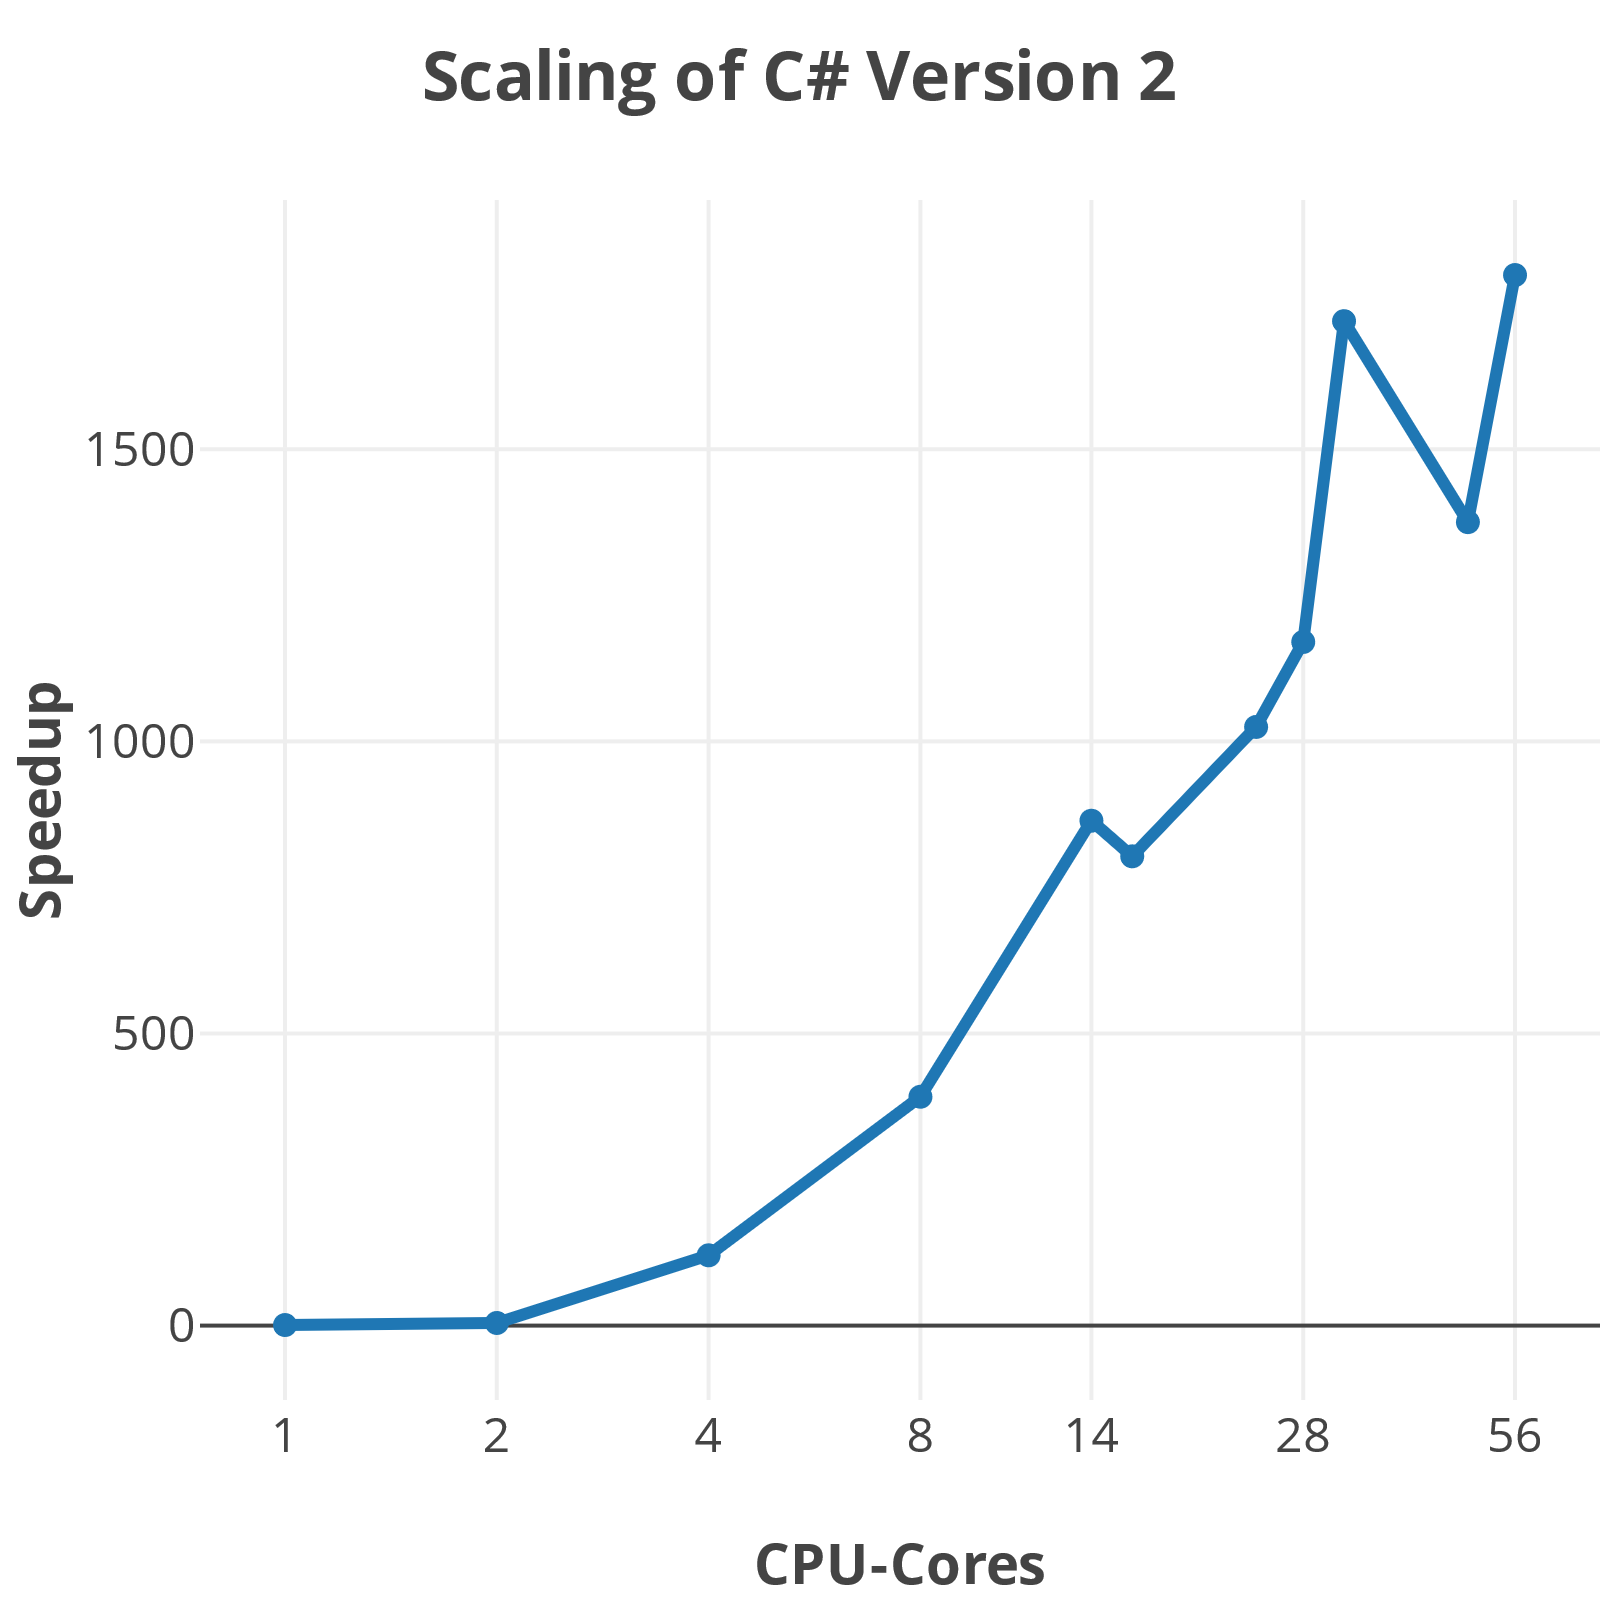 Scaling of C# Version 2
Speedup
1500
1000
500
0
1 2 4 8 14 28 56
CPU-Cores